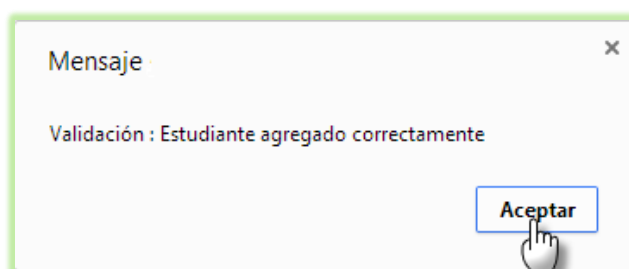 Mensaje
Validación : Estudiante agregado correctamente
Aceptar